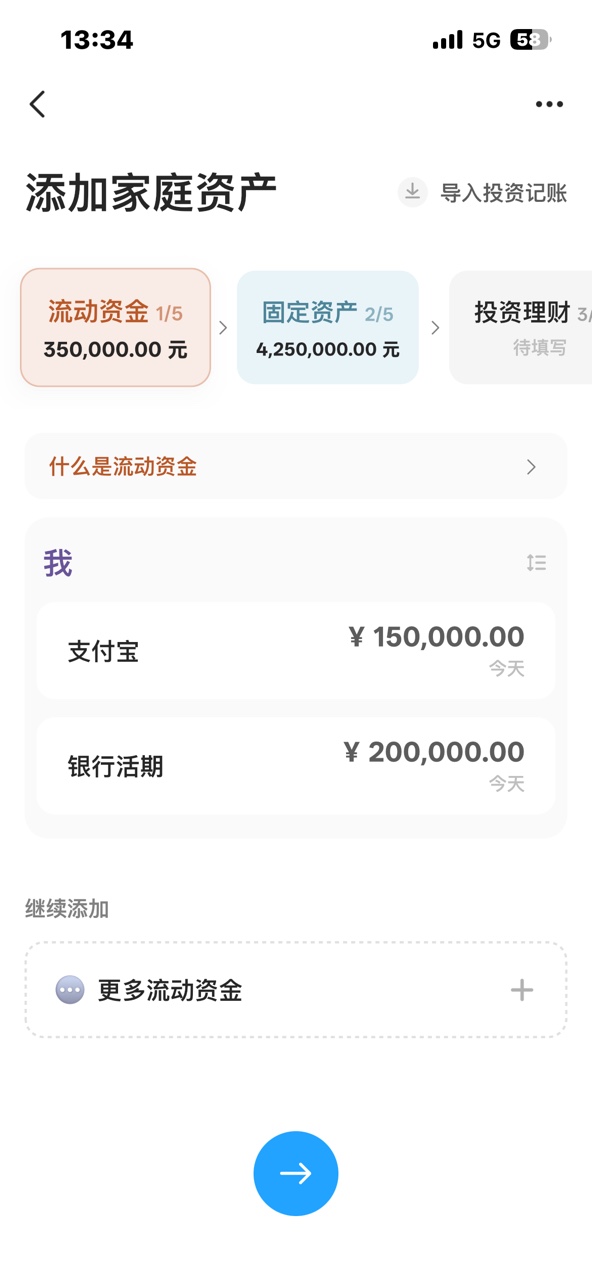 13:34
5G 58
添加家庭资产
导入投资记账
流动资金 1/5
350,000.00 元
固定资产 2/5
4,250,000.00 元
投资理财 3/
待填写
什么是流动资金
我
支付宝
¥ 150,000.00
今天
银行活期
¥ 200,000.00
今天
继续添加
更多流动资金